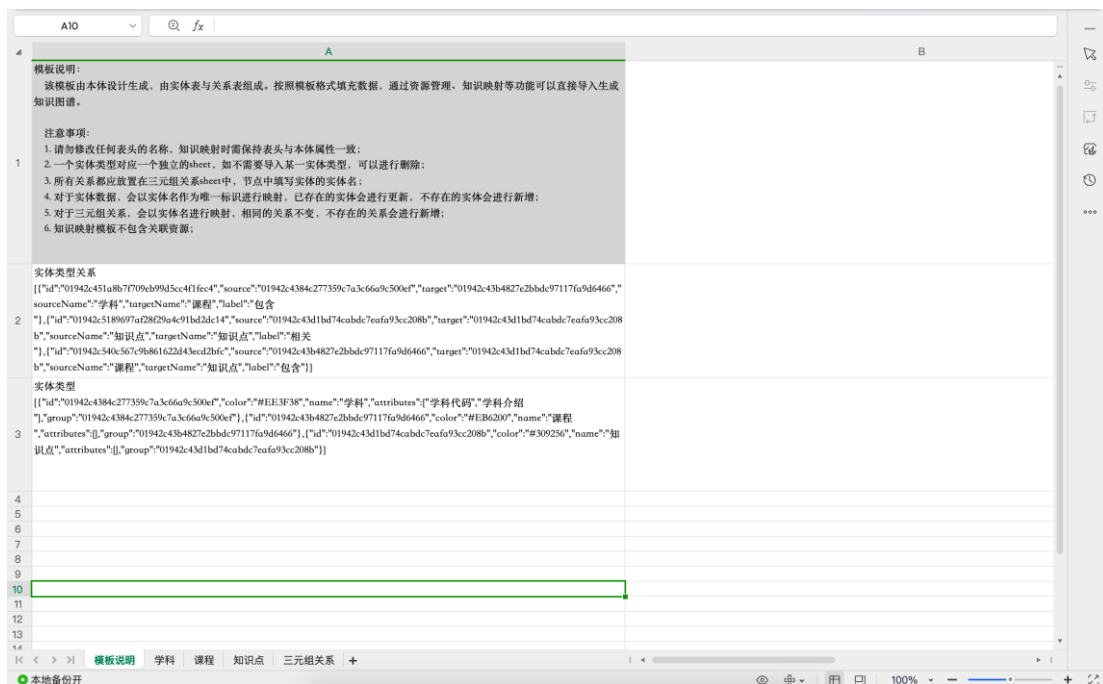 A10
fx
A
B
模板说明：
该模板由本体设计生成，由实体表与关系表组成。按照模板格式填充数据，通过资源管理、知识映射等功能可以直接导入生成
知识图谱。
注意事项：
1. 请勿修改任何表头的名称，知识映射时需保持表头与本体属性一致；
2. 一个实体类型对应一个独立的sheet，如不需要导入某一实体类型，可以进行删除；
3. 所有关系都应放置在三元组关系sheet中，节点中填写实体的实体名；
4. 对于实体数据，会以实体名作为唯一标识进行映射，已存在的实体会进行更新，不存在的实体会进行新增；
5. 对于三元组关系，会以实体名进行映射，相同的关系不变，不存在的关系会进行新增；
6. 知识映射模板不包含关联资源；
1
实体类型关系
[{"id":"01942c451a8b7f709eb99d5cc4f1fec4","source":"01942c4384c277359c7a3c66a9c500ef","target":"01942c43b4827e2bbdc97117fa9d6466","
sourceName":"学科","targetName":"课程","label":"包含
"},{"id":"01942c5189697af28f29a4c91bd2dc14","source":"01942c43d1bd74cabdc7eafa93cc208b","target":"01942c43d1bd74cabdc7eafa93cc208
b","sourceName":"知识点","targetName":"知识点","label":"相关
"},{"id":"01942c540c567c9b861622d43ecd2bfc","source":"01942c43b4827e2bbdc97117fa9d6466","target":"01942c43d1bd74cabdc7eafa93cc208
b","sourceName":"课程","targetName":"知识点","label":"包含"}]
2
实体类型
[{"id":"01942c4384c277359c7a3c66a9c500ef","color":"#EE3F38","name":"学科","attributes":["学科代码","学科介绍
"],"group":"01942c4384c277359c7a3c66a9c500ef"},{"id":"01942c43b4827e2bbdc97117fa9d6466","color":"#EB6200","name":"课程
","attributes":[],"group":"01942c43b4827e2bbdc97117fa9d6466"},{"id":"01942c43d1bd74cabdc7eafa93cc208b","color":"#309256","name":"知
识点","attributes":[],"group":"01942c43d1bd74cabdc7eafa93cc208b"}]
3
4
5
6
7
8
9
10
11
12
13
14
模板说明 学科 课程 知识点 三元组关系 +
本地备份开
100%